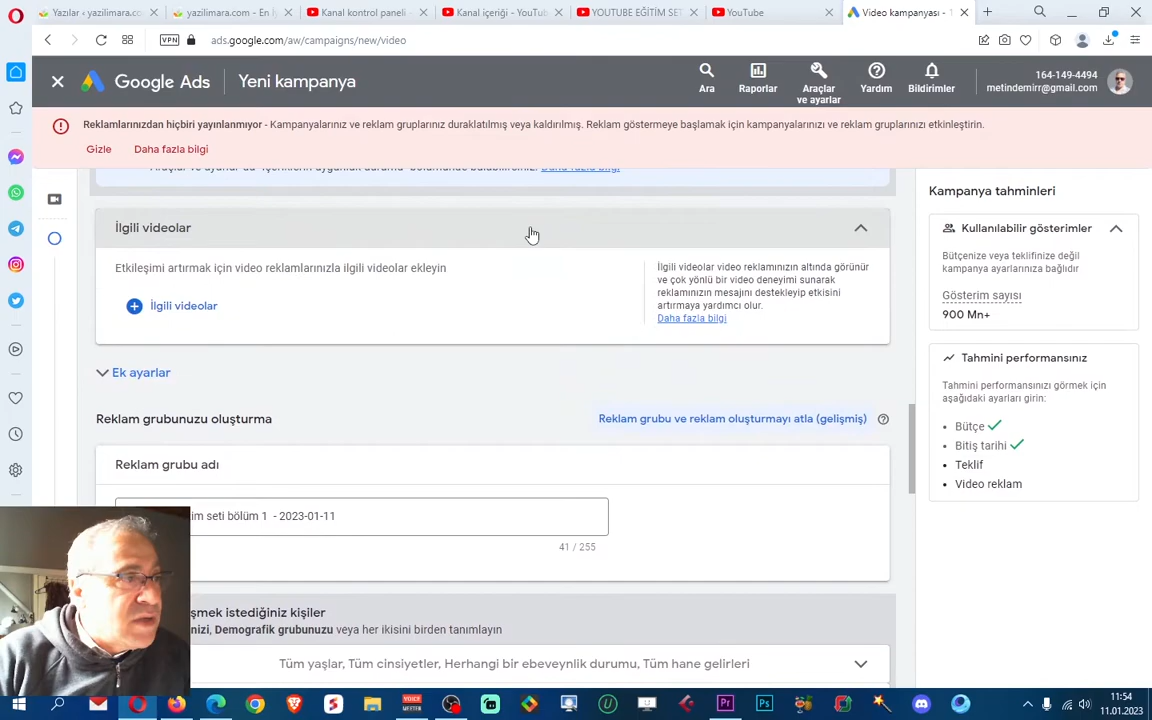 Yazılar ‹ yazilimara.com
yazilimara.com - En İ
Kanal kontrol paneli -
Kanal içeriği - YouTu
YOUTUBE EĞİTİM SET
YouTube
Video kampanyası - 1
VPN
ads.google.com/aw/campaigns/new/video
Google Ads
Yeni kampanya
Ara
Raporlar
Araçlar
ve ayarlar
Yardım
Bildirimler
164-149-4494
metindemirr@gmail.com
Reklamlarınızdan hiçbiri yayınlanmıyor - Kampanyalarınız ve reklam gruplarınız duraklatılmış veya kaldırılmış. Reklam göstermeye başlamak için kampanyalarınızı ve reklam gruplarınızı etkinleştirin.
Gizle
Daha fazla bilgi
İlgili videolar
Etkileşimi artırmak için video reklamlarınızla ilgili videolar ekleyin
İlgili videolar
İlgili videolar video reklamınızın altında görünür
ve çok yönlü bir video deneyimi sunarak
reklamınızın mesajını destekleyip etkisini
artırmaya yardımcı olur.
Daha fazla bilgi
Ek ayarlar
Reklam grubunuzu oluşturma
Reklam grubu ve reklam oluşturmayı atla (gelişmiş)
Reklam grubu adı
im seti bölüm 1 - 2023-01-11
41 / 255
şmek istediğiniz kişiler
nizi, Demografik grubunuzu veya her ikisini birden tanımlayın
Tüm yaşlar, Tüm cinsiyetler, Herhangi bir ebeveynlik durumu, Tüm hane gelirleri
Kampanya tahminleri
Kullanılabilir gösterimler
Bütçenize veya teklifinize değil
kampanya ayarlarınıza bağlıdır
Gösterim sayısı
900 Mn+
Tahmini performansınız
Tahmini performansınızı görmek için
aşağıdaki ayarları girin:
Bütçe
Bitiş tarihi
Teklif
Video reklam
11:54
11.01.2023